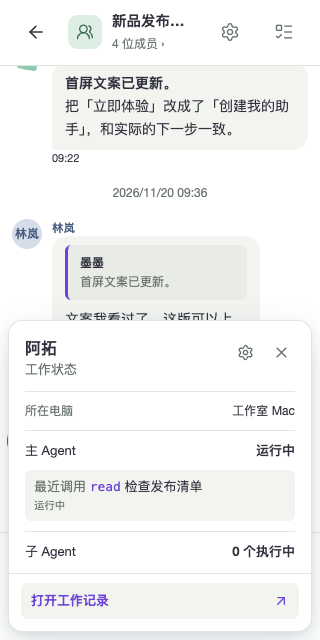 新品发布…
4 位成员 ›
首屏文案已更新。
把「立即体验」改成了「创建我的助
手」，和实际的下一步一致。
09:22
2026/11/20 09:36
林岚
林岚
墨墨
首屏文案已更新。
文案我看过了，这版可以上
阿拓
工作状态
所在电脑
工作室 Mac
主 Agent
运行中
最近调用 read 检查发布清单
运行中
子 Agent
0 个执行中
打开工作记录